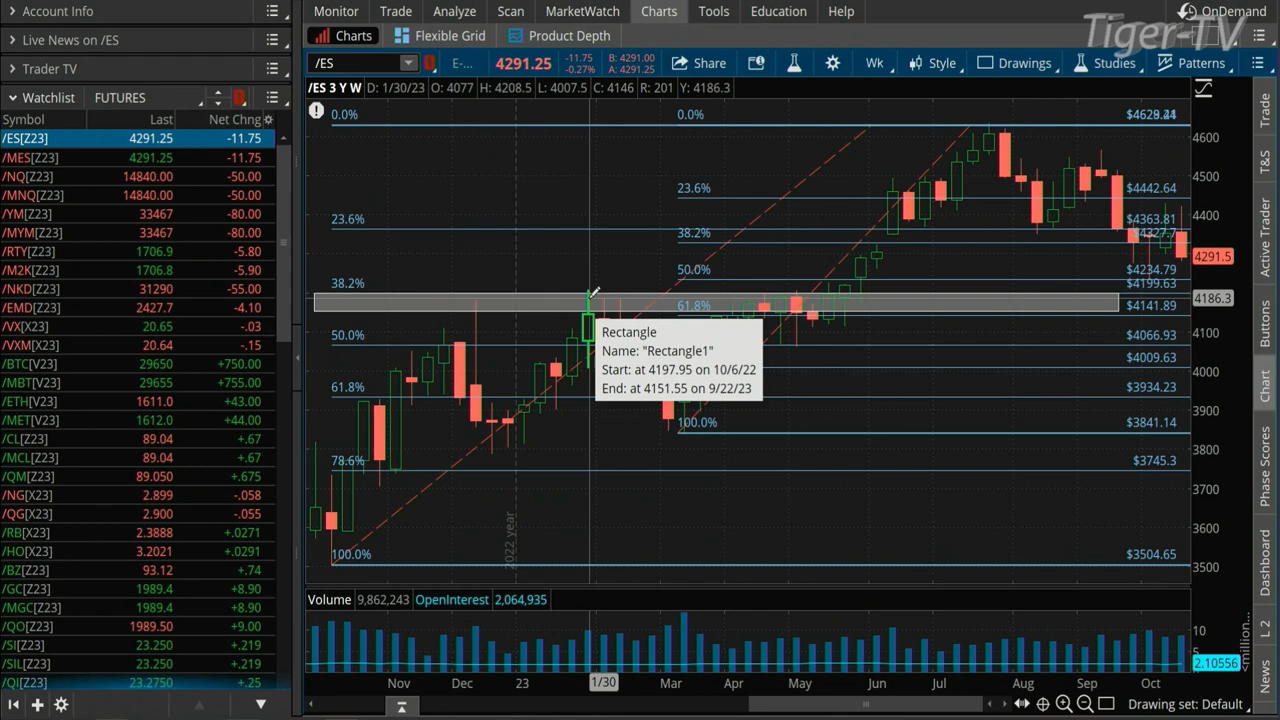 Account Info
Live News on /ES
Trader TV
Watchlist FUTURES
Symbol Last Net Chng
/ES[Z23] 4291.25 -11.75
/MES[Z23] 4291.25 -11.75
/NQ[Z23] 14840.00 -50.00
/MNQ[Z23] 14840.00 -50.00
/YM[Z23] 33467 -80.00
/MYM[Z23] 33467 -80.00
/RTY[Z23] 1706.9 -5.80
/M2K[Z23] 1706.8 -5.90
/NKD[Z23] 31290 -55.00
/EMD[Z23] 2427.7 -4.10
/VX[X23] 20.65 -.03
/VXM[X23] 20.64 -.15
/BTC[V23] 29650 +750.00
/MBT[V23] 29655 +755.00
/ETH[V23] 1611.0 +43.00
/MET[V23] 1612.0 +44.00
/CL[Z23] 89.04 +.67
/MCL[Z23] 89.04 +.67
/QM[Z23] 89.050 +.675
/NG[X23] 2.899 -.058
/QG[X23] 2.900 -.055
/RB[X23] 2.3888 +.0271
/HO[X23] 3.2021 +.0291
/BZ[Z23] 93.12 +.74
/GC[Z23] 1989.4 +8.90
/MGC[Z23] 1989.4 +8.90
/QO[Z23] 1989.50 +9.00
/SI[Z23] 23.250 +.219
/SIL[Z23] 23.250 +.219
/QI[Z23] 23.2750 +.25
Monitor Trade Analyze Scan MarketWatch Charts Tools Education Help OnDemand
Tiger-TV
Charts Flexible Grid Product Depth
/ES E-... 4291.25 -11.75 -0.27% B: 4291.00 A: 4291.25 Share Wk Style Drawings Studies Patterns
/ES 3 Y W D: 1/30/23 O: 4077 H: 4208.5 L: 4007.5 C: 4146 R: 201 Y: 4186.3
0.0% 0.0%
4600
4500
23.6% $4442.64
4400
23.6% $4363.81
38.2% $4327.7
4291.5
50.0% $4234.79
38.2% $4199.63
4186.3
61.8% $4141.89
50.0% $4066.93
4100
$4009.63
4000
61.8% $3934.23
3900
100.0% $3841.14
3800
78.6% $3745.3
3700
3600
100.0% $3504.65
3500
Rectangle
Name: "Rectangle1"
Start: at 4197.95 on 10/6/22
End: at 4151.55 on 9/22/23
2022 year
Volume 9,862,243 OpenInterest 2,064,935
10
5
2.10556
<million...
Nov Dec 23 1/30 Mar Apr May Jun Jul Aug Sep Oct
Drawing set: Default
Trade
T&S
Active Trader
Buttons
Chart
Phase Scores
Dashboard
L 2
News